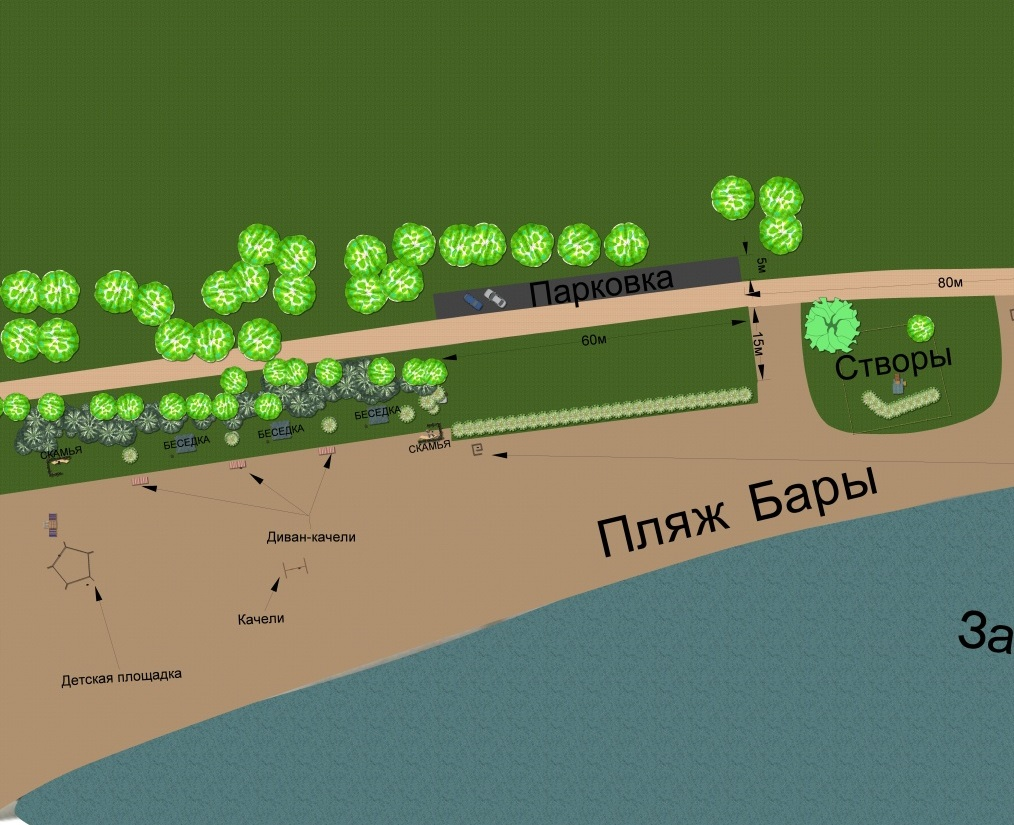 5м
Парковка
80м
60м
15м
Створы
БЕСЕДКА
БЕСЕДКА
БЕСЕДКА
СКАМЬЯ
СКАМЬЯ
Пляж Бары
Диван-качели
Качели
За
Детская площадка